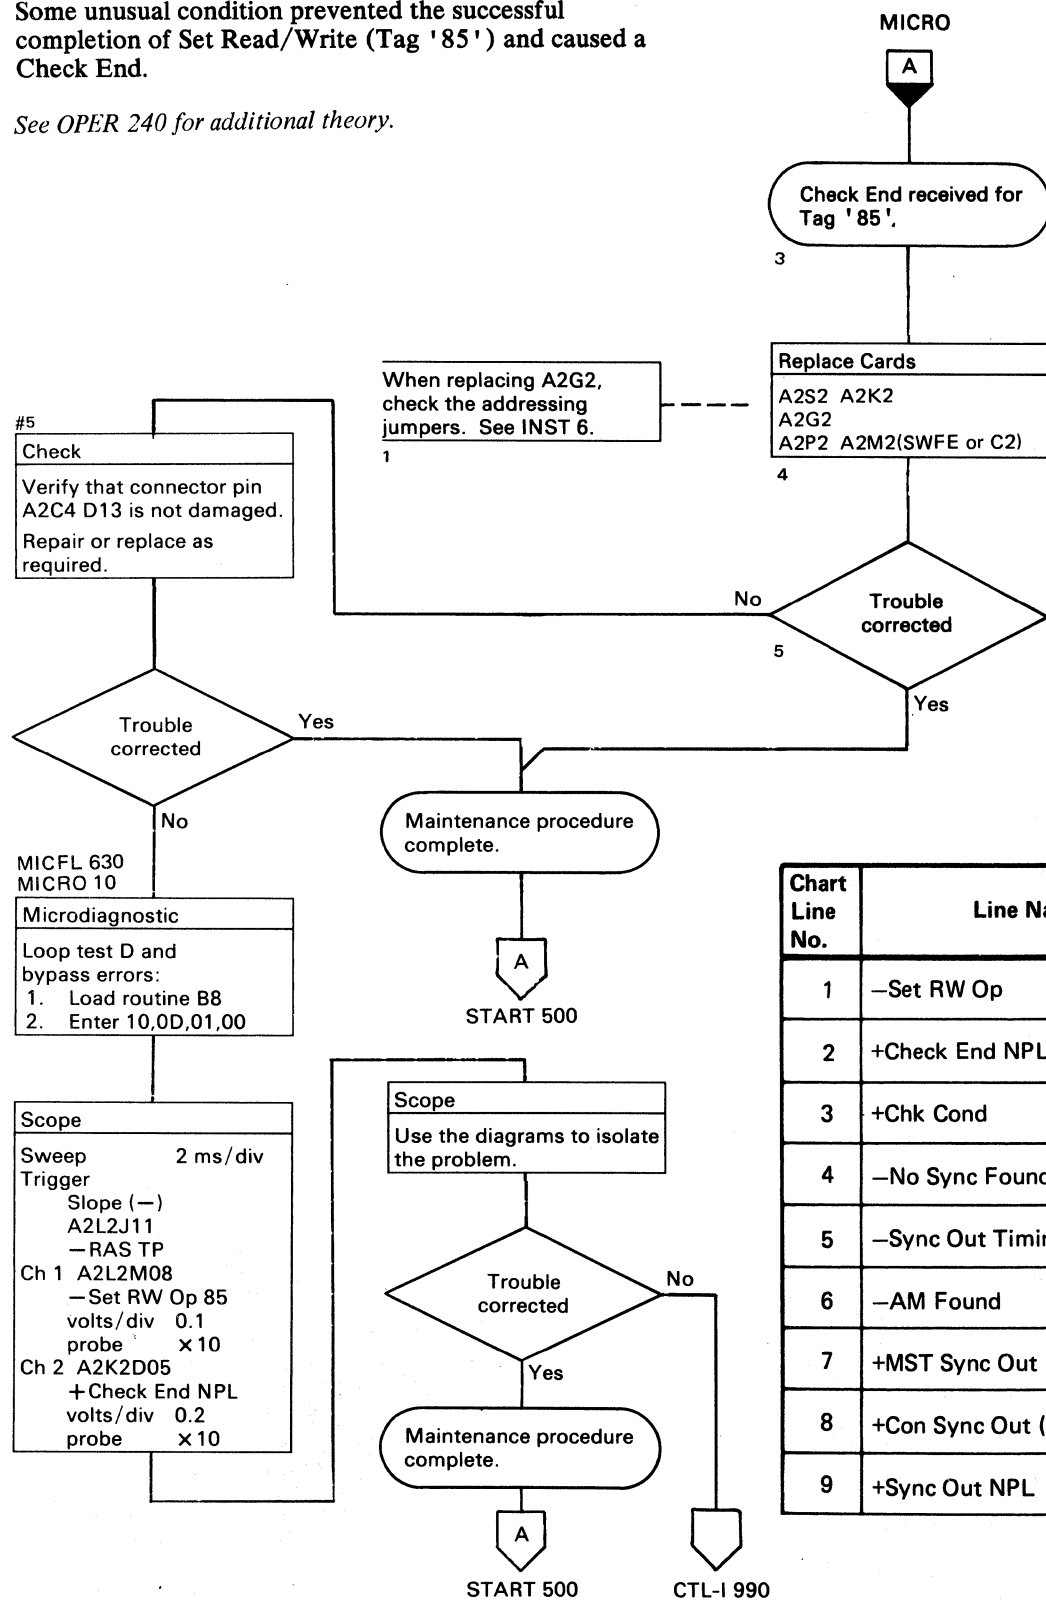 Some unusual condition prevented the successful
completion of Set Read/Write (Tag '85') and caused a
Check End.
See OPER 240 for additional theory.
MICRO
A
Check End received for
Tag '85'.
3
Replace Cards
A2S2 A2K2
A2G2
A2P2 A2M2(SWFE or C2)
4
When replacing A2G2,
check the addressing
jumpers. See INST 6.
1
#5
Check
Verify that connector pin
A2C4 D13 is not damaged.
Repair or replace as
required.
No
Trouble
corrected
5
Yes
Trouble
corrected
Yes
No
Maintenance procedure
complete.
A
START 500
MICFL 630
MICRO 10
Microdiagnostic
Loop test D and
bypass errors:
1. Load routine B8
2. Enter 10,0D,01,00
Scope
Sweep 2 ms/div
Trigger
Slope (—)
A2L2J11
—RAS TP
Ch 1 A2L2M08
—Set RW Op 85
volts/div 0.1
probe ×10
Ch 2 A2K2D05
+Check End NPL
volts/div 0.2
probe ×10
Scope
Use the diagrams to isolate
the problem.
Trouble
corrected
No
Yes
Maintenance procedure
complete.
A
START 500
CTL-I 990
Chart
Line
No.
Line
1 —Set RW Op
2 +Check End NPL
3 +Chk Cond
4 —No Sync Found
5 —Sync Out
6 —AM Found
7 +MST Sync Out
8 +Con Sync Out (
9 +Sync Out NPL